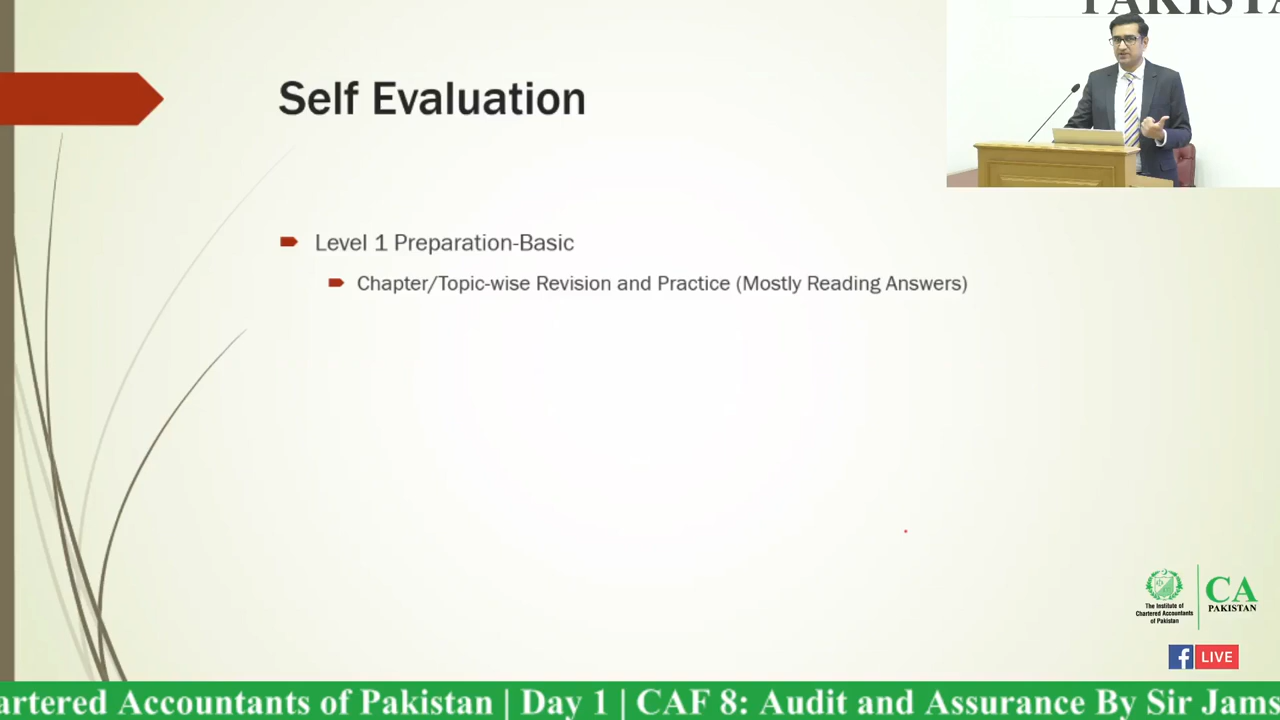 PAKISTA
Self Evaluation
Level 1 Preparation-Basic
Chapter/Topic-wise Revision and Practice (Mostly Reading Answers)
The Institute of
Chartered Accountants
of Pakistan
CA
PAKISTAN
f LIVE
artered Accountants of Pakistan | Day 1 | CAF 8: Audit and Assurance By Sir Jams